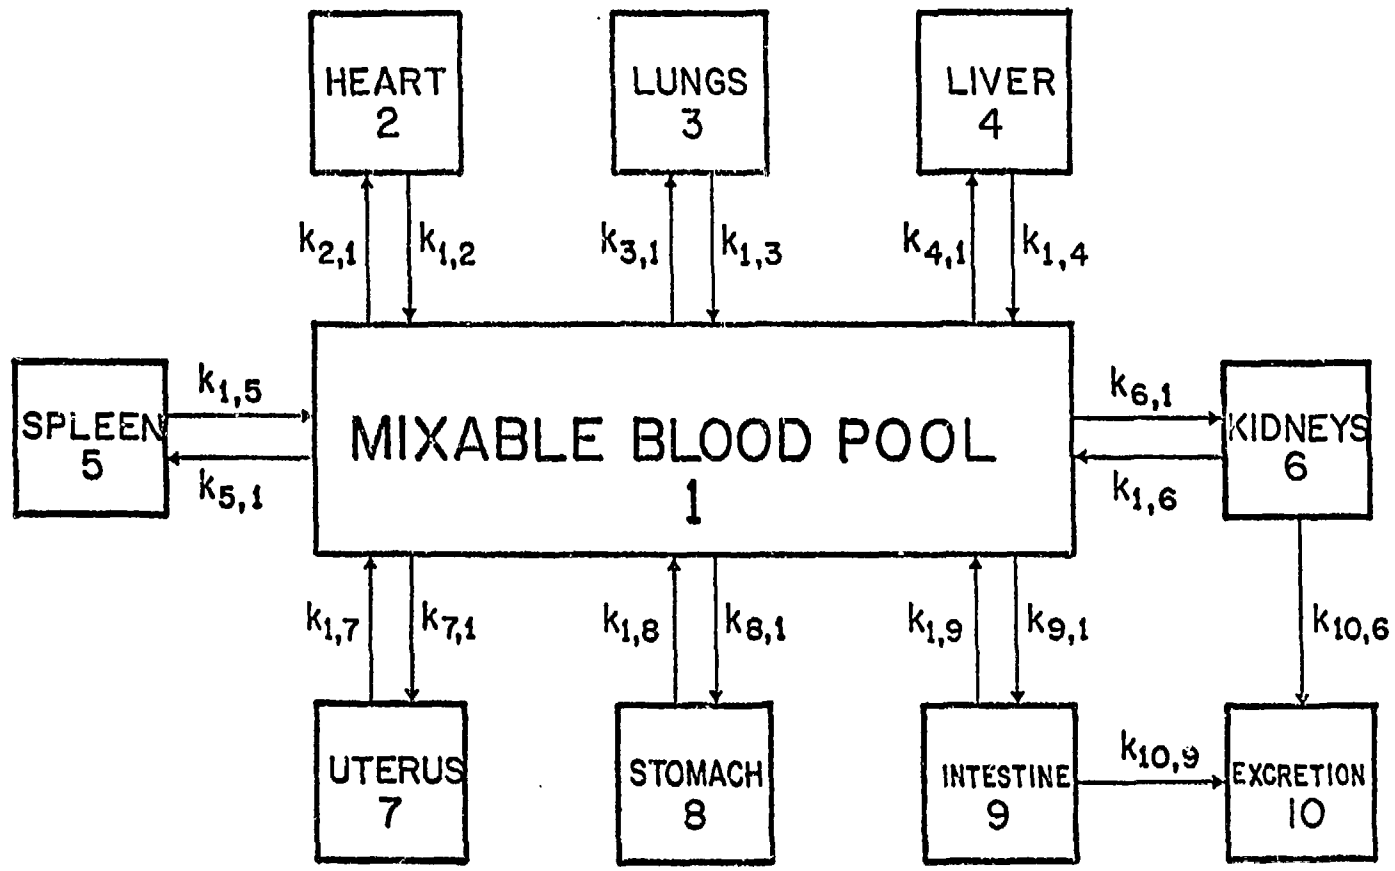 HEART
2
LUNGS
3
LIVER
4
k2,1
k1,2
k3,1
k1,3
k4,1
k1,4
SPLEEN
5
k1,5
k5,1
MIXABLE BLOOD POOL
1
k6,1
k1,6
KIDNEYS
6
k1,7
k7,1
k1,8
k8,1
k1,9
k9,1
k10,6
UTERUS
7
STOMACH
8
INTESTINE
9
k10,9
EXCRETION
10